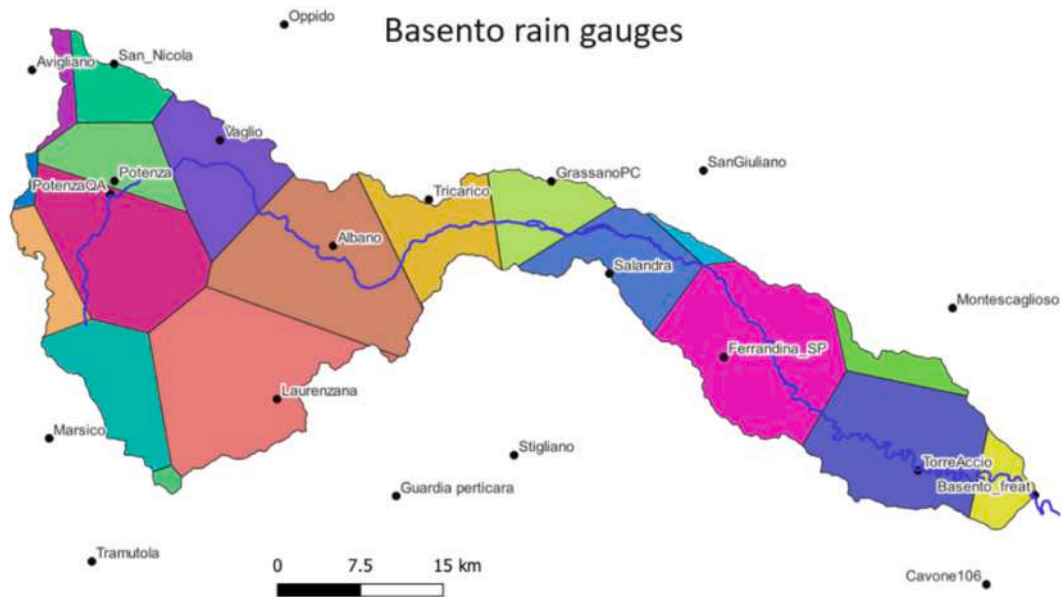 Oppido
Basento rain gauges
San_Nicola
Avigliano
Vaglio
SanGiuliano
Potenza
GrassanoPC
PotenzaQA
Tricarico
Albano
Salandra
Montescaglioso
Ferrandina_SP
Laurenzana
Marsico
Stigliano
TorreAccio
Basento_freat
Guardia perticara
Tramutola
0 7.5 15 km
Cavone106